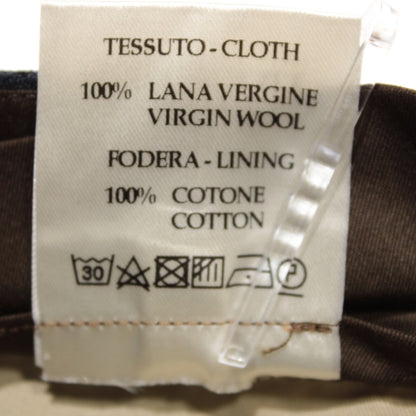 TESSUTO - CLOTH
100% LANA VERGINE
VIRGIN WOOL
FODERA - LINING
100% COTONE
COTTON
30 P